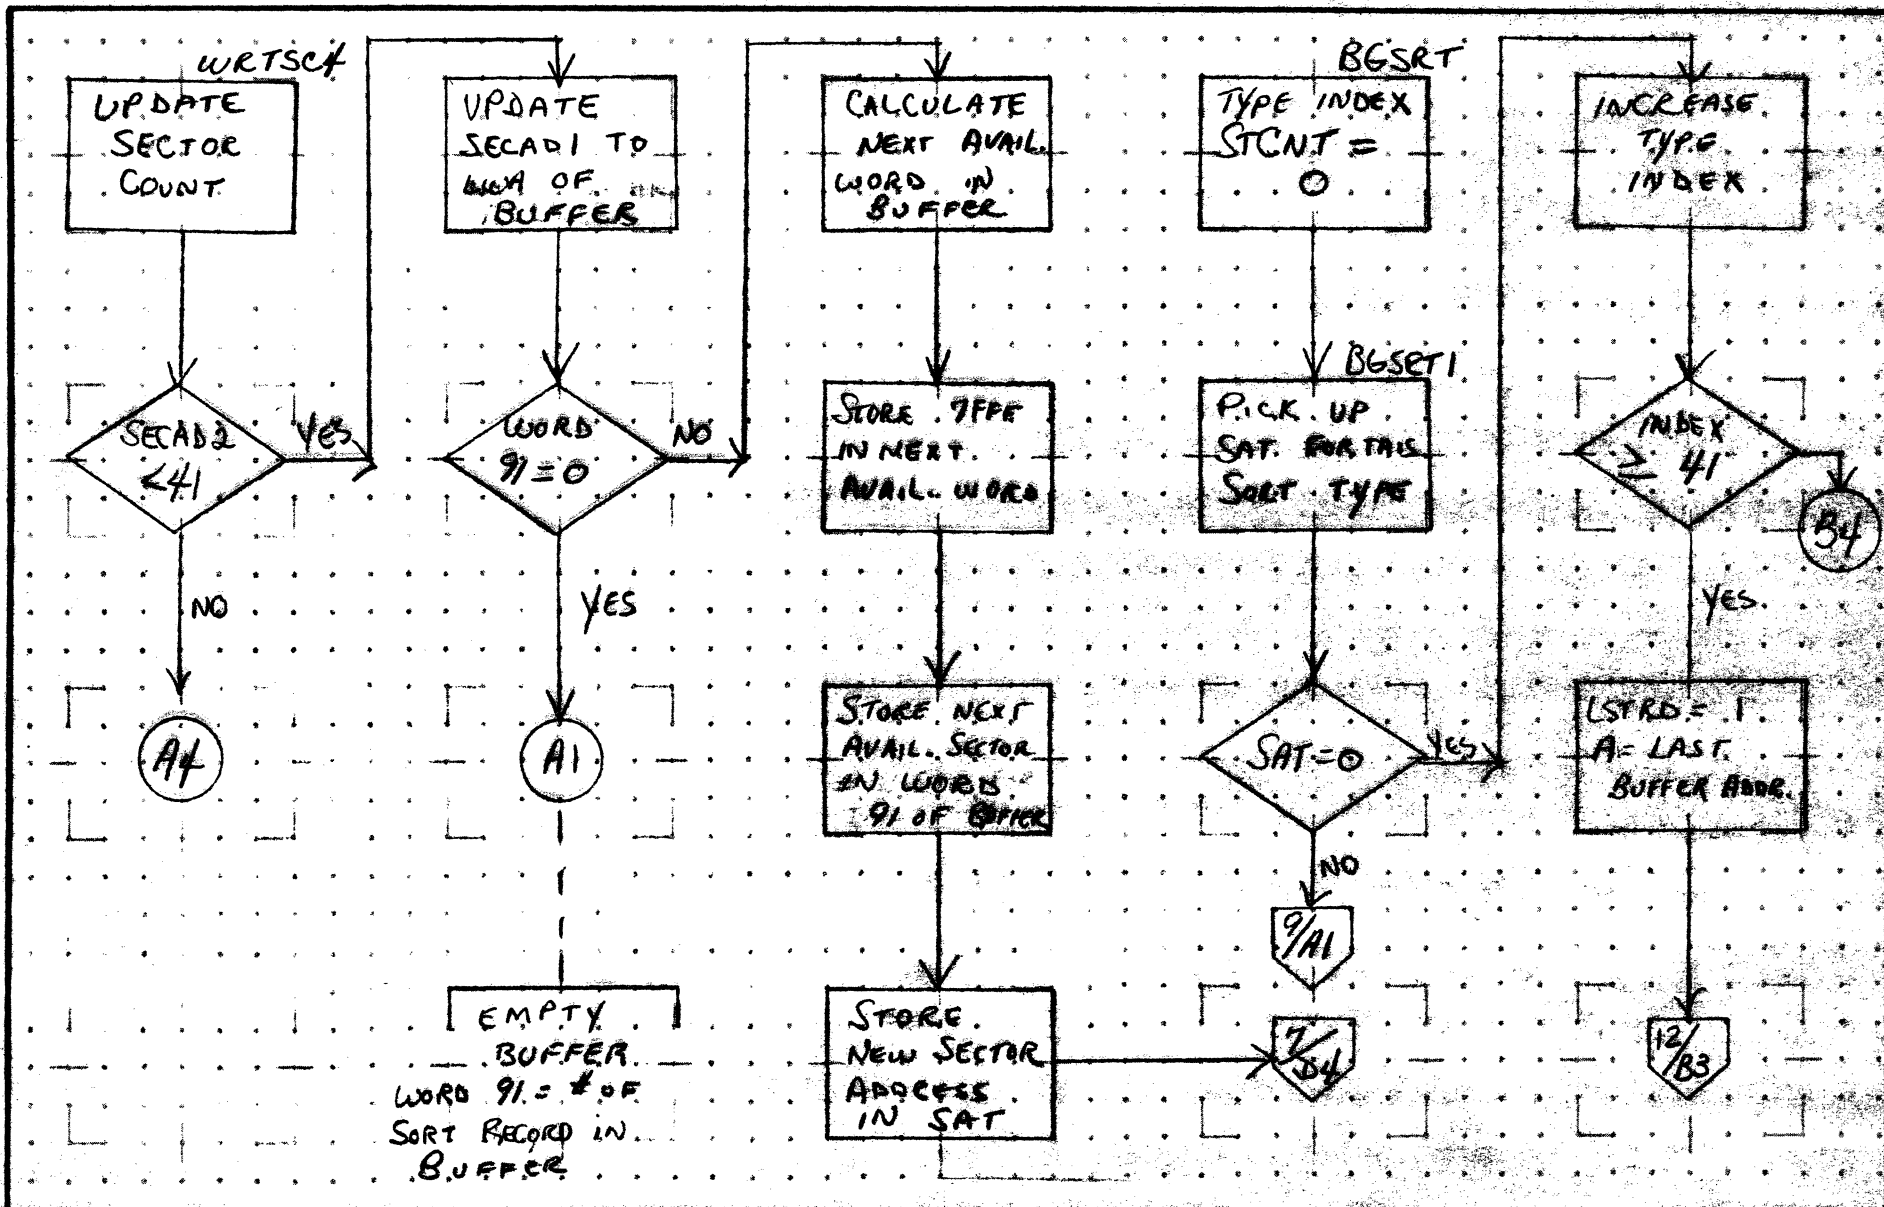 WRTSC4
UPDATE
SECTOR
COUNT
SECAD2
<41
YES
NO
A4
UPDATE
SECAD1 TO
OF
BUFFER
WORD
91=0
NO
YES
A1
EMPTY
BUFFER
WORD 91 = # OF
SORT RECORD IN
BUFFER
CALCULATE
NEXT AVAIL.
WORD IN
BUFFER
STORE 7FFF
IN NEXT
AVAIL. WORD
STORE NEXT
AVAIL. SECTOR
IN WORD
91 OF BUFFER
STORE
NEW SECTOR
ADDRESS
IN SAT
BGSRT
TYPE INDEX
STCNT =
0
BGSRT1
PICK UP
SAT FOR THIS
SORT TYPE
SAT=0
YES
NO
9/A1
7/D4
INCREASE
TYPE
INDEX
INDEX
≥ 41
B4
YES
LSTRD = 1
A= LAST
BUFFER ADDR.
12/B3